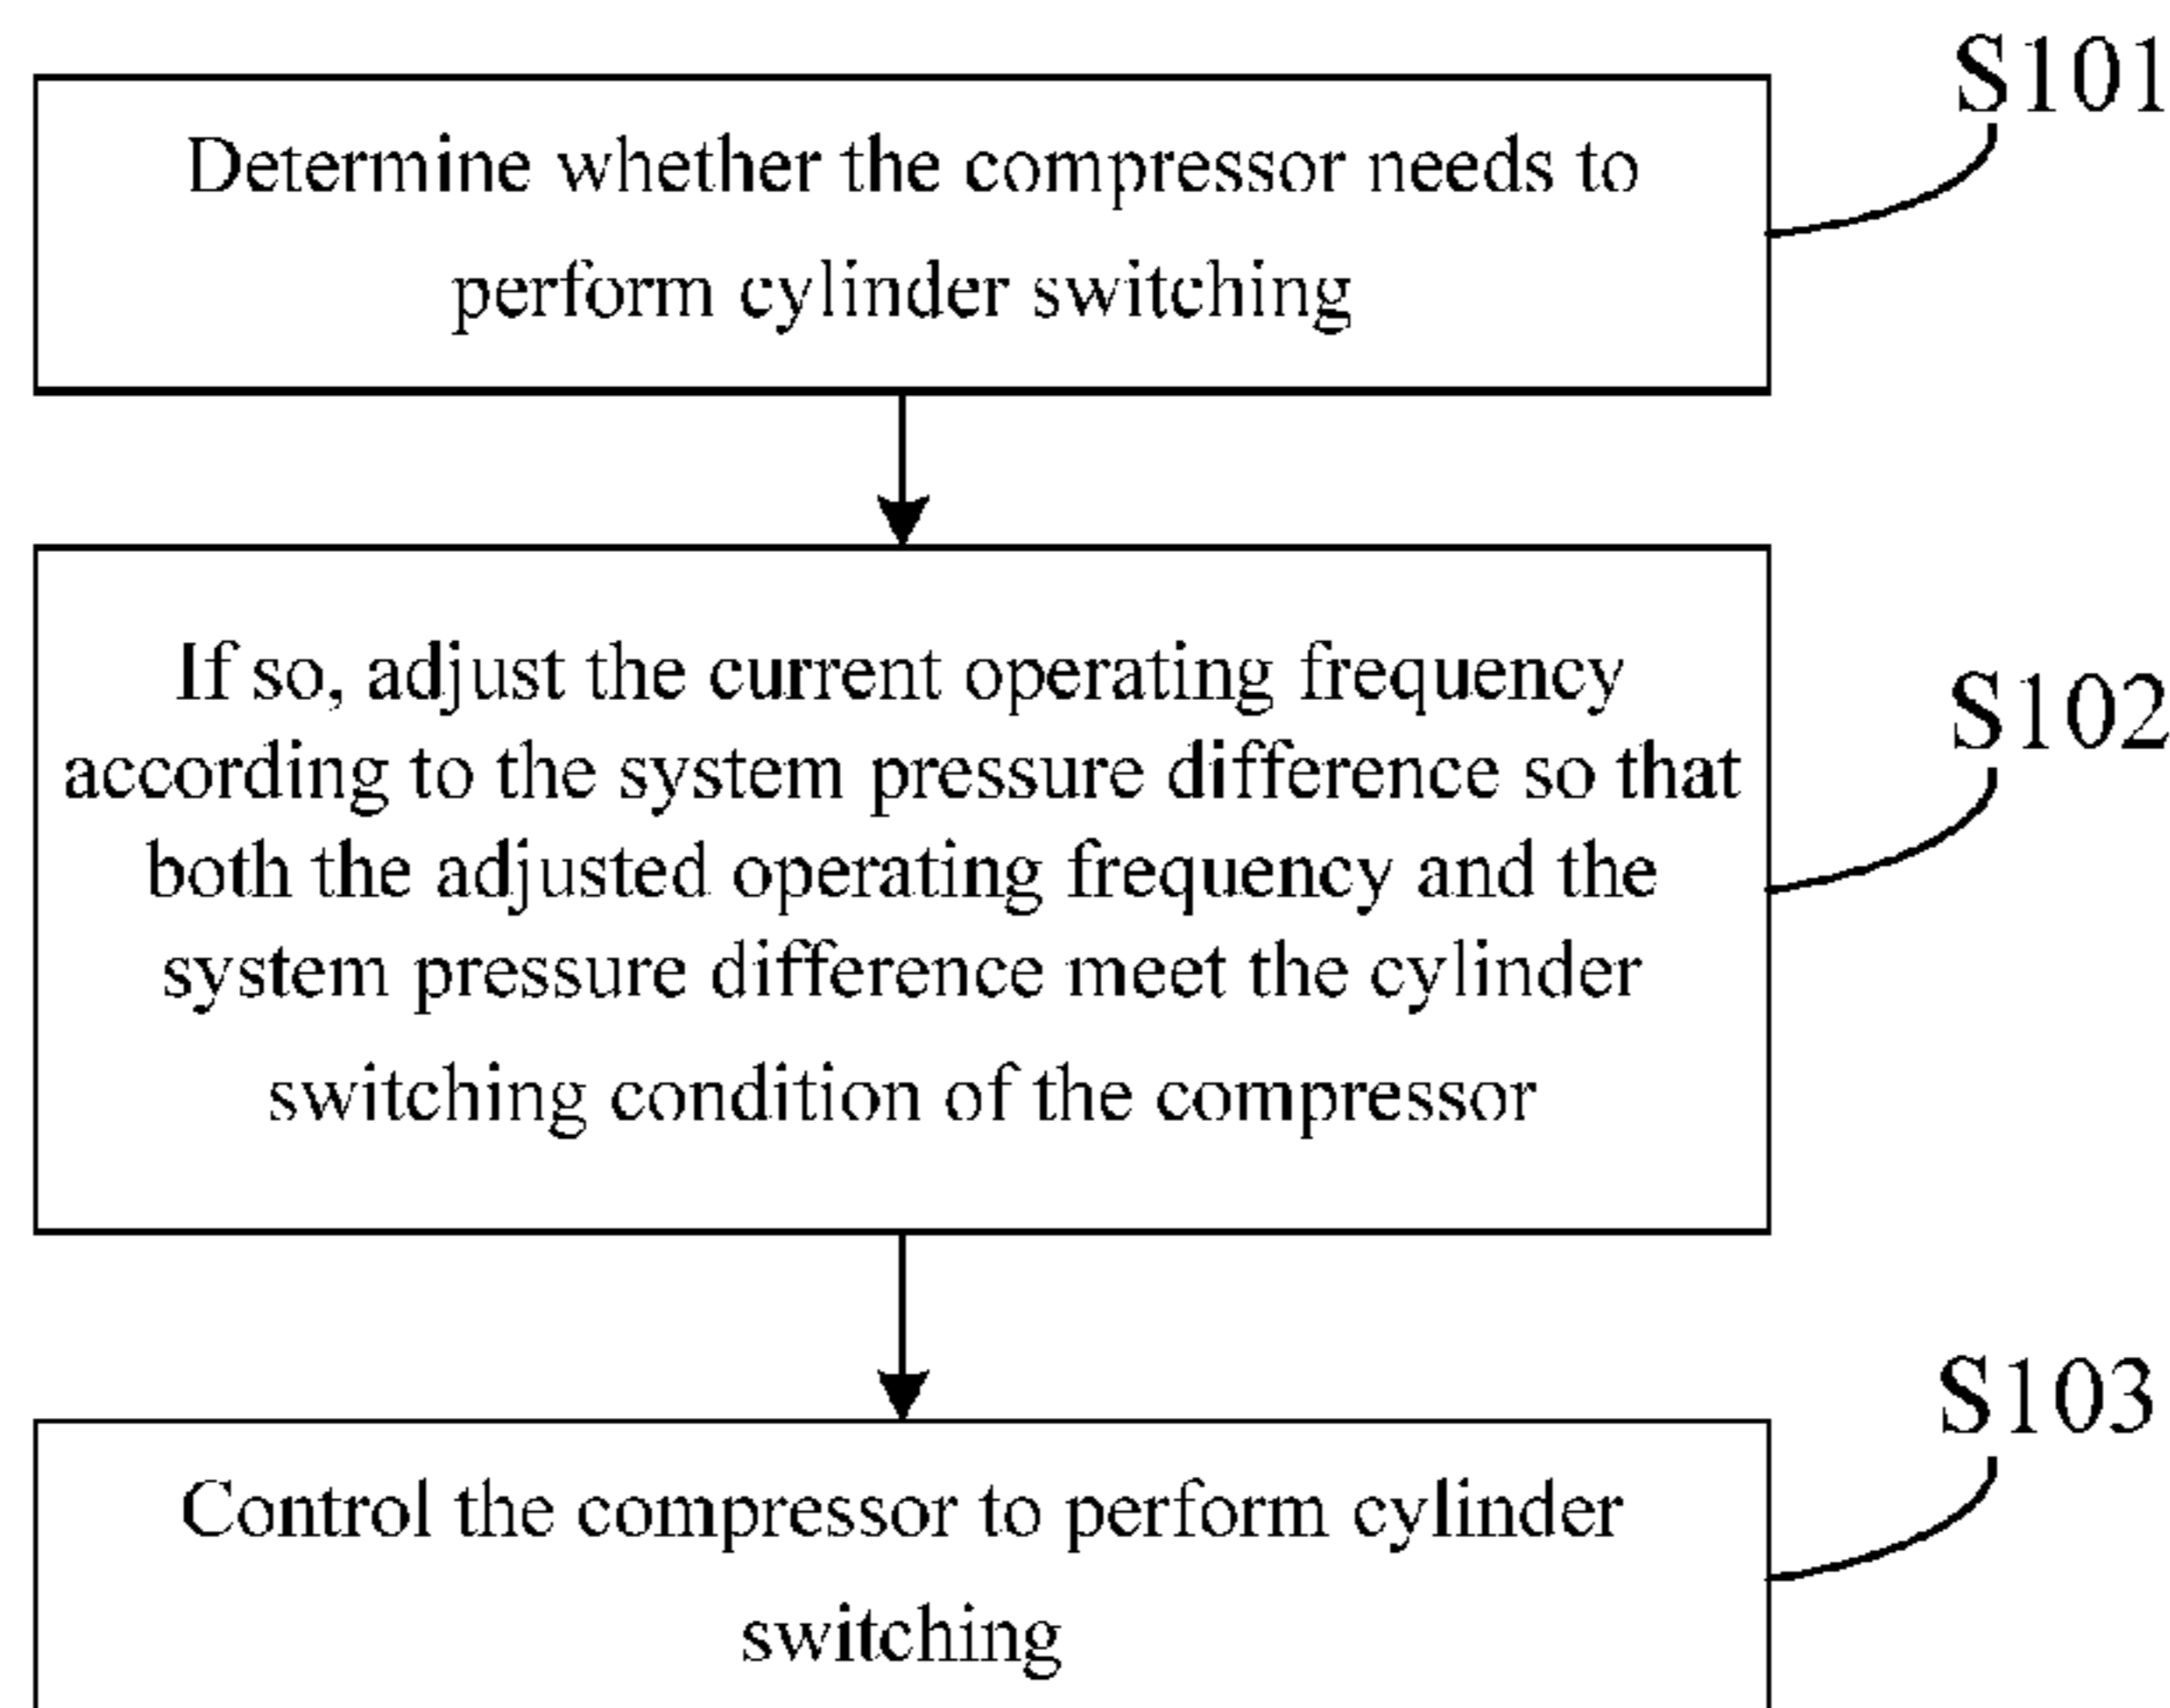 S101
Determine whether the compressor needs to
perform cylinder switching
If so, adjust the current operating frequency
S102
according to the system pressure difference so that
both the adjusted operating frequency and the
system pressure difference meet the cylinder
switching condition of the compressor
S103
Control the compressor to perform cylinder
switching